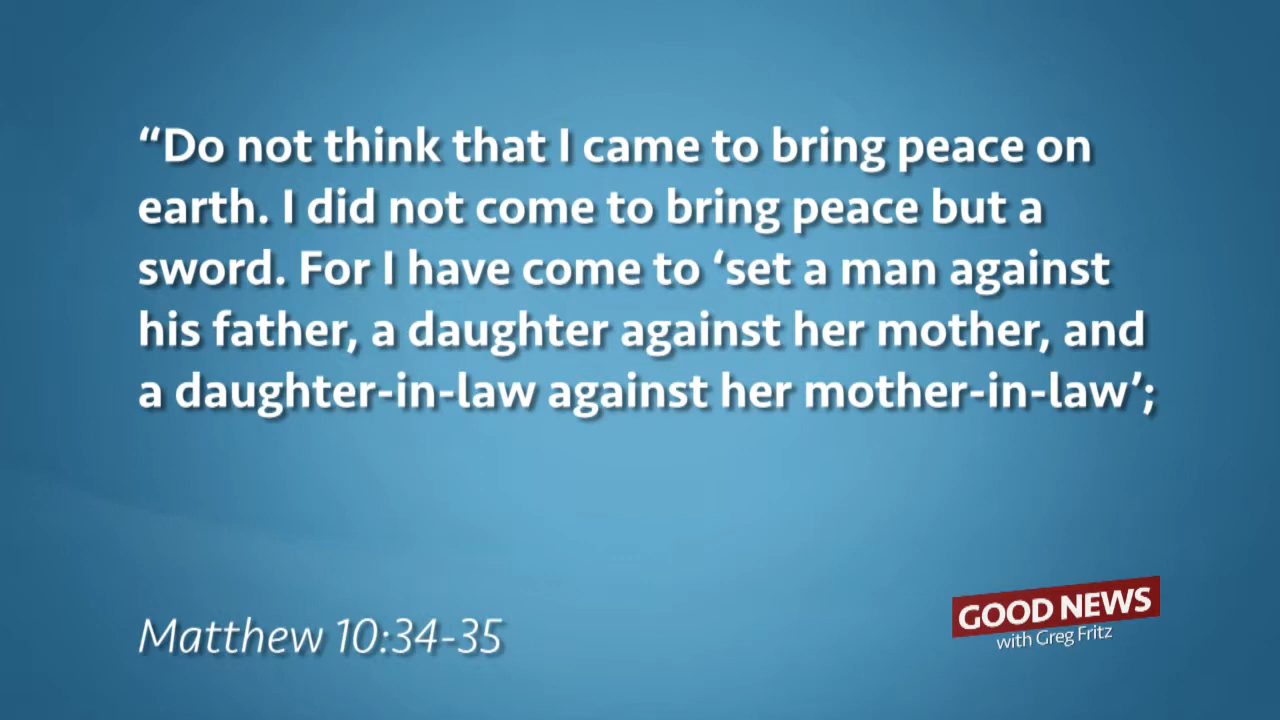 “Do not think that I came to bring peace on
earth. I did not come to bring peace but a
sword. For I have come to ‘set a man against
his father, a daughter against her mother, and
a daughter-in-law against her mother-in-law’;
Matthew 10:34-35
GOOD NEWS
with Greg Fritz